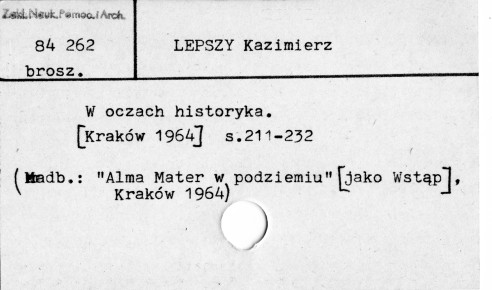 Zakł. Nauk. Pomoc. i Arch.
84 262
LEPSZY Kazimierz
brosz.
W oczach historyka.
[Kraków 1964] s.211-232
(Nadb.: "Alma Mater w podziemiu" [jako Wstąp],
Kraków 1964)